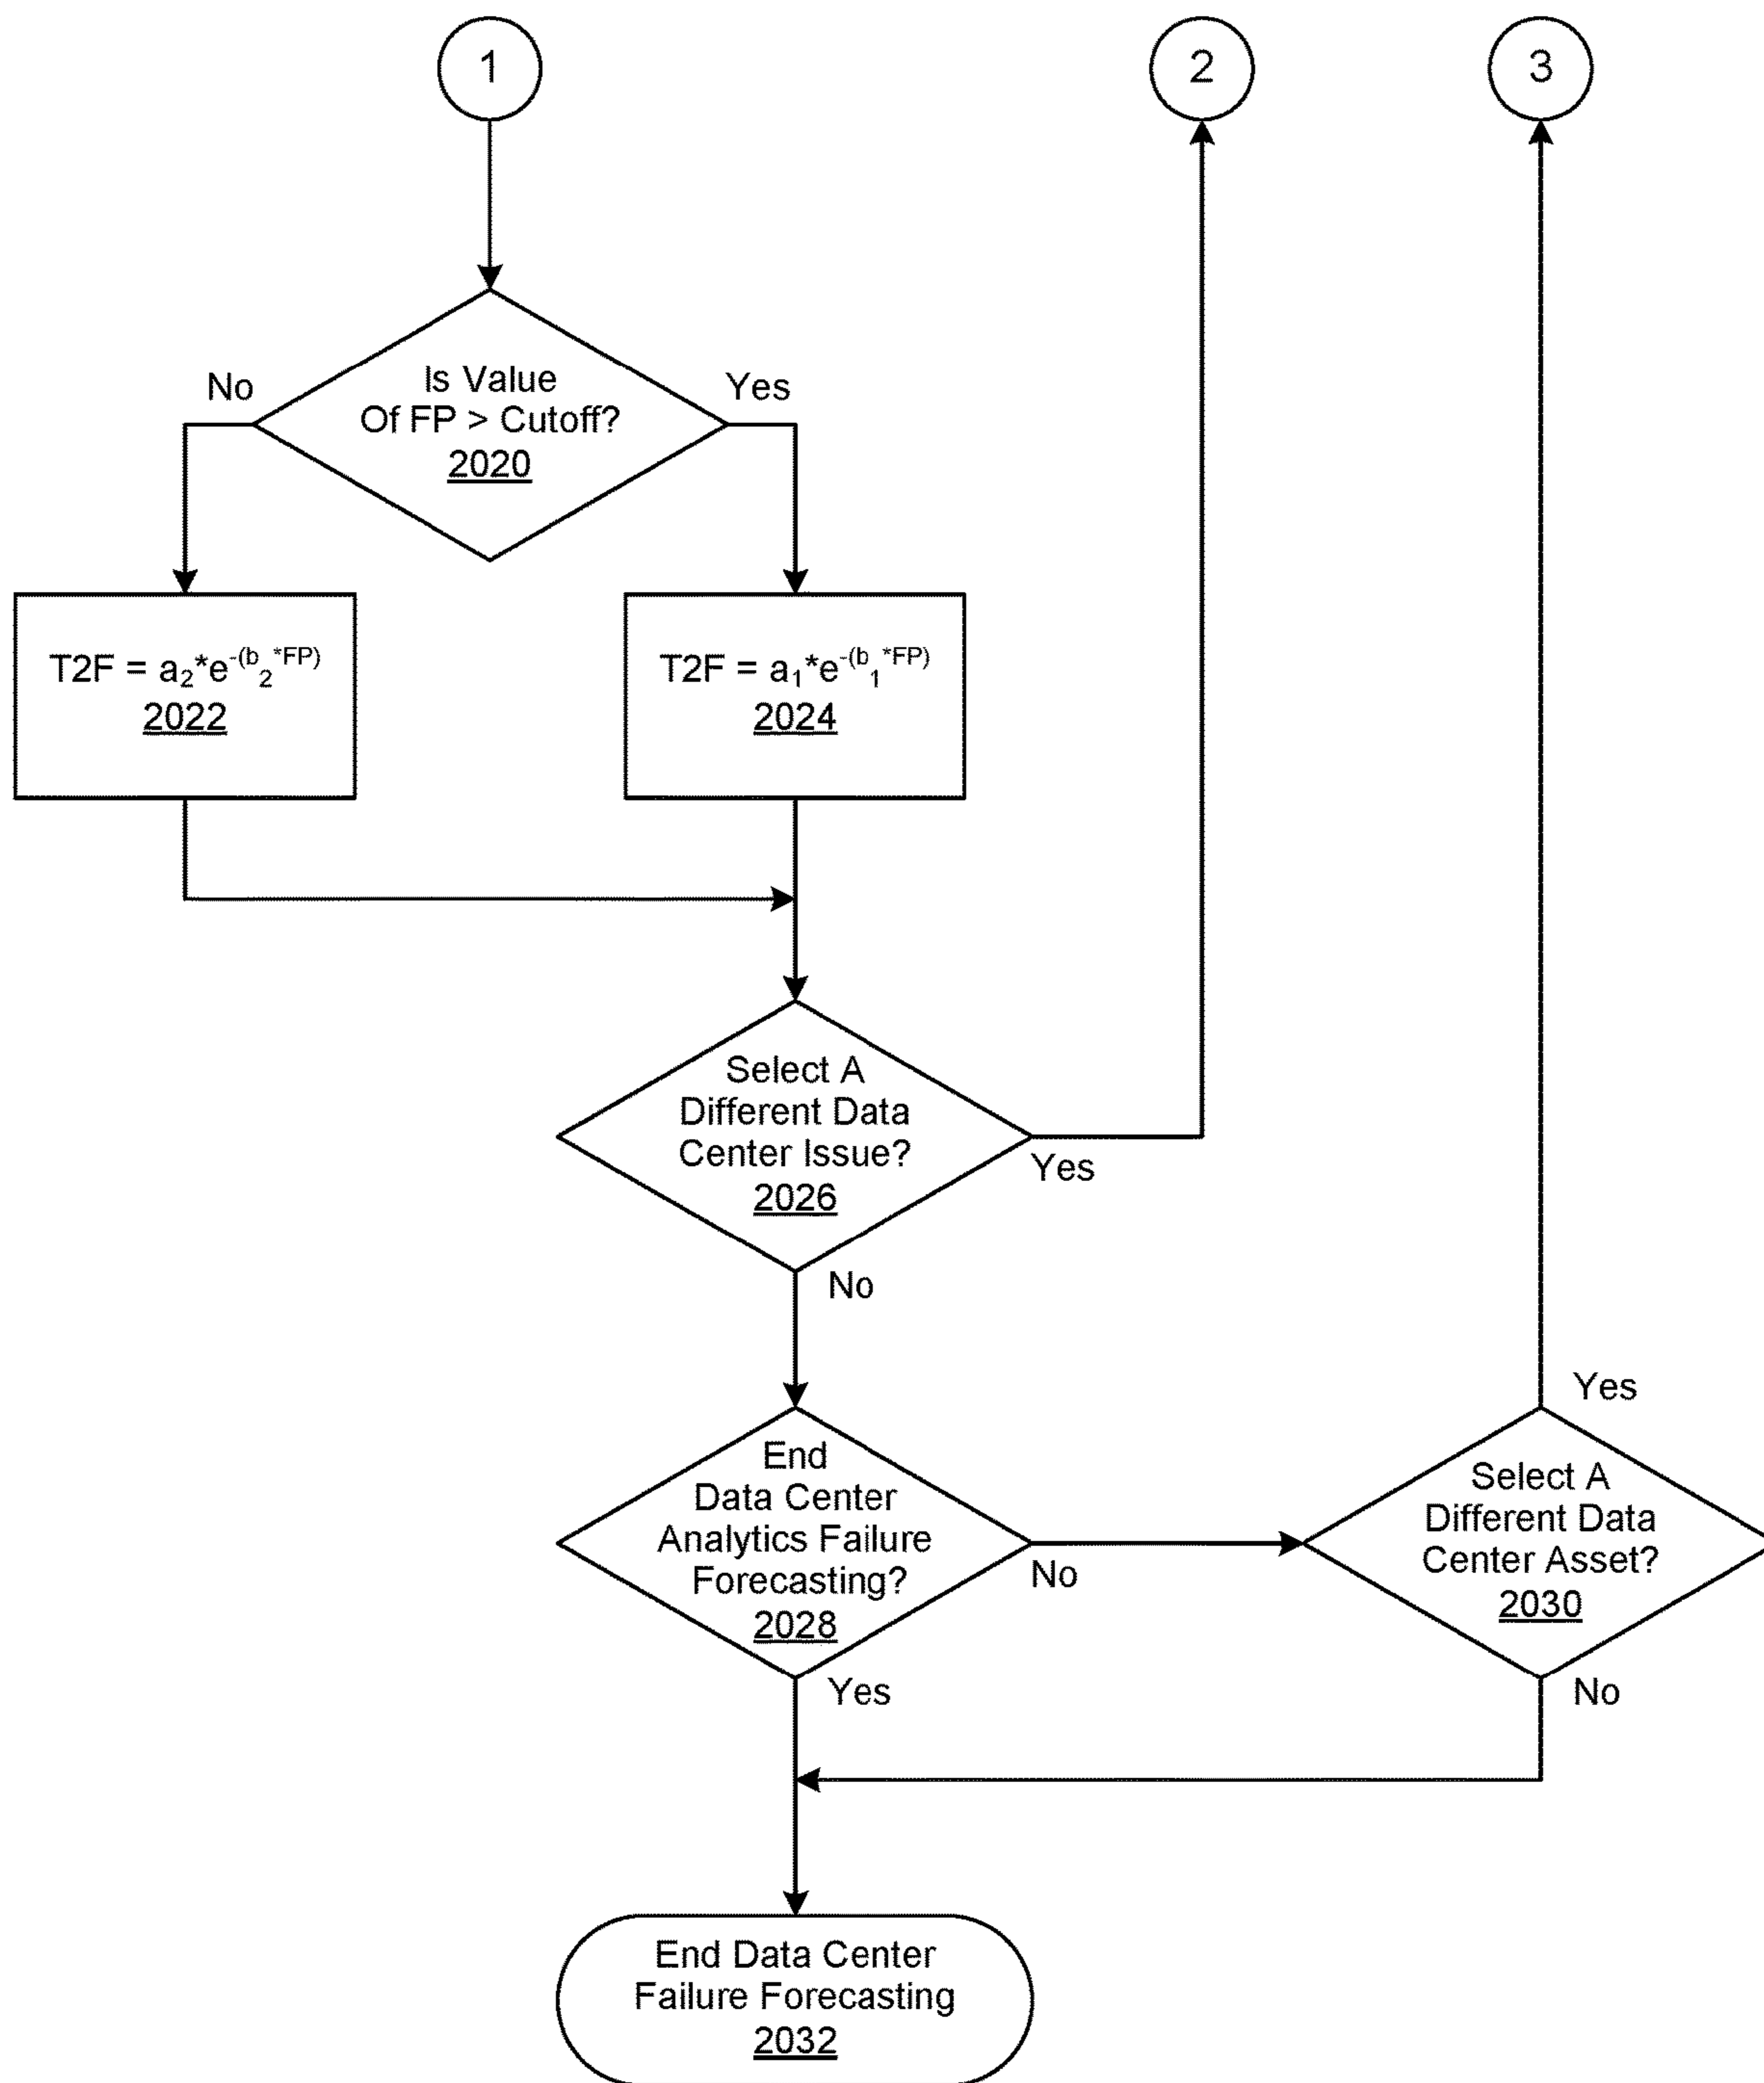 1
2
3
No
Is Value
Of FP > Cutoff?
2020
Yes
T2F = a₂*e^-(b₂*FP)
2022
T2F = a₁*e^-(b₁*FP)
2024
Select A
Different Data
Center Issue?
2026
Yes
No
End
Data Center
Analytics Failure
Forecasting?
2028
No
Yes
Yes
Select A
Different Data
Center Asset?
2030
No
End Data Center
Failure Forecasting
2032